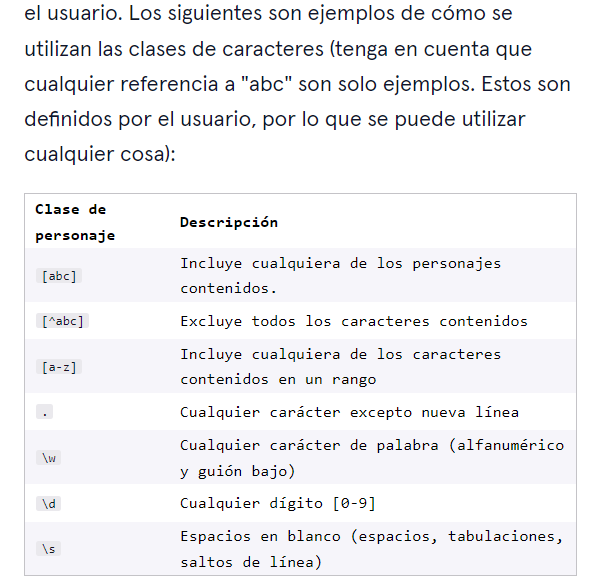 el usuario. Los siguientes son ejemplos de cómo se
utilizan las clases de caracteres (tenga en cuenta que
cualquier referencia a "abc" son solo ejemplos. Estos son
definidos por el usuario, por lo que se puede utilizar
cualquier cosa):
Clase de personaje Descripción
[abc] Incluye cualquiera de los personajes
contenidos.
[^abc] Excluye todos los caracteres contenidos
[a-z] Incluye cualquiera de los caracteres
contenidos en un rango
. Cualquier carácter excepto nueva línea
\w Cualquier carácter de palabra (alfanumérico
y guión bajo)
\d Cualquier dígito [0-9]
\s Espacios en blanco (espacios, tabulaciones,
saltos de línea)